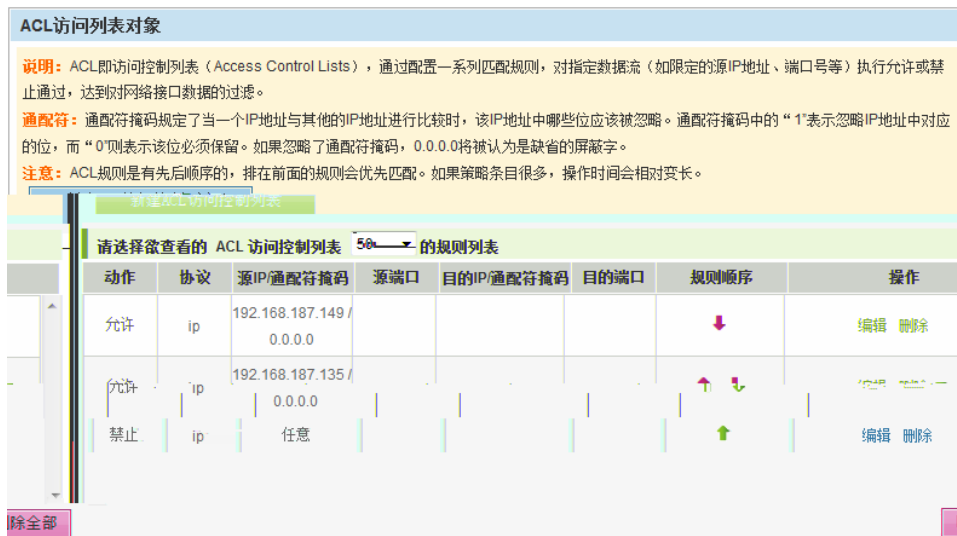 ACL访问列表对象
说明：ACL即访问控制列表（Access Control Lists），通过配置一系列匹配规则，对指定数据流（如限定的源IP地址、端口号等）执行允许或禁
止通过，达到对网络接口数据的过滤。
通配符：通配符掩码规定了当一个IP地址与其他的IP地址进行比较时，该IP地址中哪些位应该被忽略。通配符掩码中的“1”表示忽略IP地址中对应
的位，而“0”则表示该位必须保留。如果忽略了通配符掩码，0.0.0.0将被认为是缺省的屏蔽字。
注意：ACL规则是有先后顺序的，排在前面的规则会优先匹配。如果策略条目很多，操作时间会相对变长。
新建ACL访问控制列表
请选择欲查看的 ACL 访问控制列表 50 的规则列表
动作 协议 源IP/通配符掩码 源端口 目的IP/通配符掩码 目的端口 规则顺序 操作
允许 ip 192.168.187.149 / 编辑 删除
0.0.0.0
允许 ip 192.168.187.135 /
0.0.0.0
禁止 ip 任意 编辑 删除
除全部